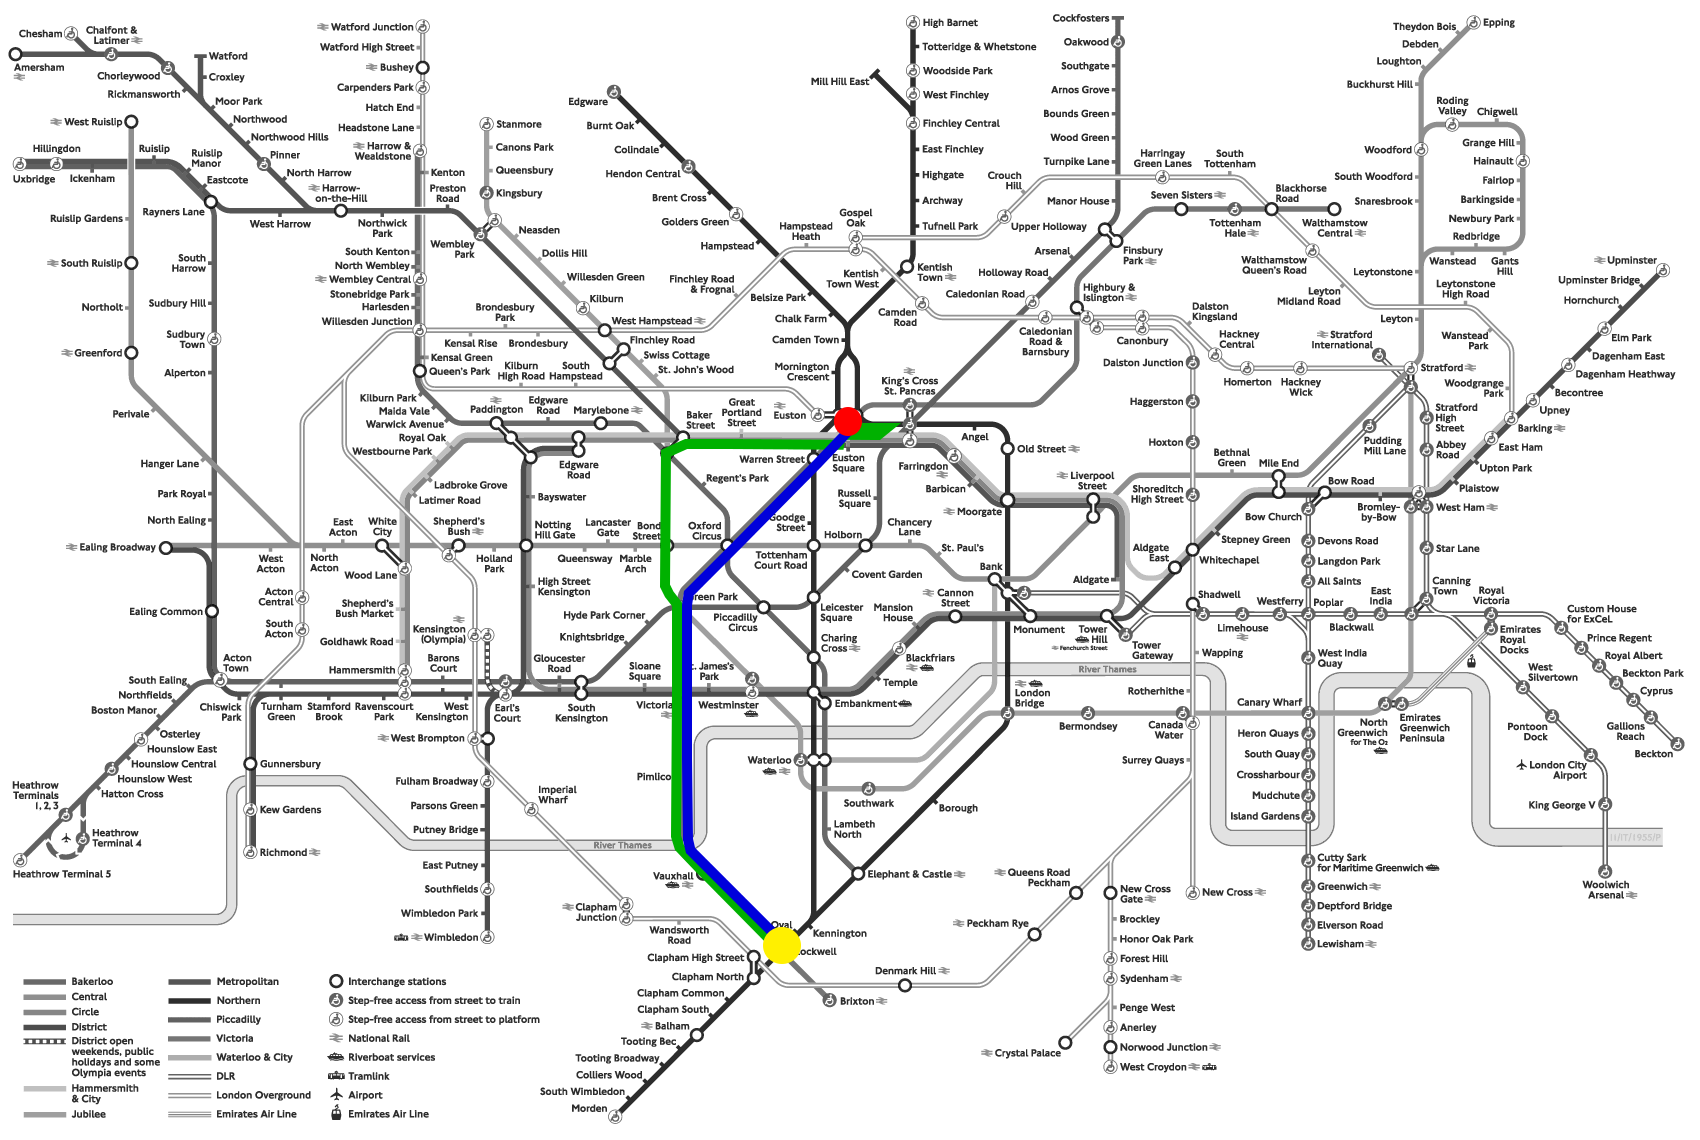 Chesham
Chalfont &
Latimer
Amersham
Chorleywood
Rickmansworth
Watford
Croxley
Moor Park
Northwood
Northwood Hills
Pinner
North Harrow
Harrow-
on-the-Hill
West Ruislip
Hillingdon
Uxbridge
Ickenham
Ruislip
Ruislip
Manor
Eastcote
Rayners Lane
West Harrow
Northwick
Park
Preston
Road
Ruislip Gardens
South Ruislip
Northolt
Greenford
Perivale
Hanger Lane
South
Harrow
Sudbury Hill
Sudbury
Town
Alperton
Park Royal
North Ealing
Ealing Broadway
Ealing Common
Watford Junction
Watford High Street
Bushey
Carpenders Park
Hatch End
Headstone Lane
Harrow &
Wealdstone
Kenton
South Kenton
North Wembley
Wembley Central
Stonebridge Park
Harlesden
Willesden Junction
Kensal Green
Queen's Park
Kilburn Park
Maida Vale
Warwick Avenue
Royal Oak
Westbourne Park
Stanmore
Canons Park
Queensbury
Kingsbury
Wembley
Park
Neasden
Dollis Hill
Willesden Green
Kilburn
West Hampstead
Finchley Road
Swiss Cottage
St. John's Wood
Brondesbury
Park
Kensal Rise
Brondesbury
Kilburn
High Road
South
Hampstead
Paddington
Edgware
Road
Marylebone
Baker
Street
Great
Portland
Street
Edgware
Road
Edgware
Burnt Oak
Colindale
Hendon Central
Brent Cross
Golders Green
Hampstead
Belsize Park
Chalk Farm
Camden Town
Mornington
Crescent
Euston
Finchley Road
& Frognal
Hampstead
Heath
Gospel
Oak
Kentish
Town West
Kentish
Town
Camden
Road
Mill Hill East
High Barnet
Totteridge & Whetstone
Woodside Park
West Finchley
Finchley Central
East Finchley
Highgate
Archway
Tufnell Park
Cockfosters
Oakwood
Southgate
Arnos Grove
Bounds Green
Wood Green
Turnpike Lane
Manor House
Harringay
Green Lanes
Crouch
Hill
South
Tottenham
Seven Sisters
Blackhorse
Road
Tottenham
Hale
Walthamstow
Central
Upper Holloway
Finsbury
Park
Arsenal
Holloway Road
Caledonian Road
Highbury &
Islington
Walthamstow
Queen's Road
Leyton
Midland Road
Leytonstone
High Road
Wanstead
Park
Woodgrange
Park
Caledonian
Road &
Barnsbury
Canonbury
Dalston
Kingsland
Hackney
Central
Homerton
Hackney
Wick
Dalston Junction
Haggerston
Hoxton
Shoreditch
High Street
Theydon Bois
Epping
Debden
Loughton
Buckhurst Hill
Roding
Valley
Chigwell
Grange Hill
Hainault
Fairlop
Barkingside
Newbury Park
Gants
Hill
Redbridge
Wanstead
Woodford
South Woodford
Snaresbrook
Leytonstone
Leyton
Stratford
International
Stratford
Stratford
High Street
Abbey
Road
Pudding
Mill Lane
Upminster
Upminster Bridge
Hornchurch
Elm Park
Dagenham East
Dagenham Heathway
Becontree
Upney
Barking
East Ham
Upton Park
Plaistow
West Ham
Bromley-
by-Bow
Bow Road
Mile End
Bethnal
Green
Bow Church
Devons Road
Langdon Park
All Saints
Star Lane
Canning
Town
Stepney Green
Whitechapel
Aldgate
East
Aldgate
King's Cross
St. Pancras
Angel
Old Street
Farringdon
Barbican
Moorgate
Liverpool
Street
Warren Street
Euston
Square
Russell
Square
Regent's Park
Goodge
Street
Ladbroke Grove
Latimer Road
Bayswater
Notting
Hill Gate
Lancaster
Gate
Queensway
Marble
Arch
Bond
Street
Oxford
Circus
Tottenham
Court Road
Holborn
Chancery
Lane
St. Paul's
Bank
East
Acton
White
City
Shepherd's
Bush
Holland
Park
West
Acton
North
Acton
Wood Lane
Shepherd's
Bush Market
Goldhawk Road
Hammersmith
Acton
Central
South
Acton
Kensington
(Olympia)
High Street
Kensington
Hyde Park Corner
Knightsbridge
Piccadilly
Circus
Leicester
Square
Covent Garden
Charing
Cross
Cannon
Street
Mansion
House
Blackfriars
Temple
Embankment
Monument
Tower
Hill
Fenchurch Street
Tower
Gateway
Shadwell
Limehouse
Westferry
Poplar
Blackwall
East
India
Royal
Victoria
Custom House
for ExCeL
Prince Regent
Royal Albert
Beckton Park
Cyprus
Gallions
Reach
Beckton
Emirates
Royal
Docks
West
Silvertown
Pontoon
Dock
London City
Airport
King George V
Woolwich
Arsenal
Acton
Town
South Ealing
Northfields
Boston Manor
Osterley
Hounslow East
Hounslow Central
Hounslow West
Hatton Cross
Heathrow
Terminals
1, 2, 3
Heathrow
Terminal 4
Heathrow Terminal 5
Chiswick
Park
Turnham
Green
Stamford
Brook
Ravenscourt
Park
West
Kensington
Barons
Court
Earl's
Court
Gloucester
Road
South
Kensington
Sloane
Square
Westminster
Gunnersbury
Kew Gardens
Richmond
West Brompton
Fulham Broadway
Parsons Green
Putney Bridge
East Putney
Southfields
Wimbledon Park
Wimbledon
Imperial
Wharf
Clapham
Junction
Wandsworth
Road
River Thames
River Thames
Vauxhall
Waterloo
Southwark
Lambeth
North
Elephant & Castle
Kennington
Borough
London
Bridge
Bermondsey
Canada
Water
Wapping
Rotherhithe
Surrey Quays
Canary Wharf
West India
Quay
Heron Quays
South Quay
Crossharbour
Mudchute
Island Gardens
Cutty Sark
for Maritime Greenwich
Greenwich
Deptford Bridge
Elverson Road
Lewisham
North
Greenwich
for The O2
Emirates
Greenwich
Peninsula
Queens Road
Peckham
Peckham Rye
Denmark Hill
New Cross
Gate
New Cross
Brockley
Honor Oak Park
Forest Hill
Sydenham
Penge West
Anerley
Norwood Junction
West Croydon
Crystal Palace
Clapham High Street
Clapham North
Clapham Common
Clapham South
Balham
Tooting Bec
Tooting Broadway
Colliers Wood
South Wimbledon
Morden
Brixton
Bakerloo
Central
Circle
District
District open
weekends, public
holidays and some
Olympia events
Hammersmith
& City
Jubilee
Metropolitan
Northern
Piccadilly
Victoria
Waterloo & City
DLR
London Overground
Emirates Air Line
Interchange stations
Step-free access from street to train
Step-free access from street to platform
National Rail
Riverboat services
Tramlink
Airport
Emirates Air Line